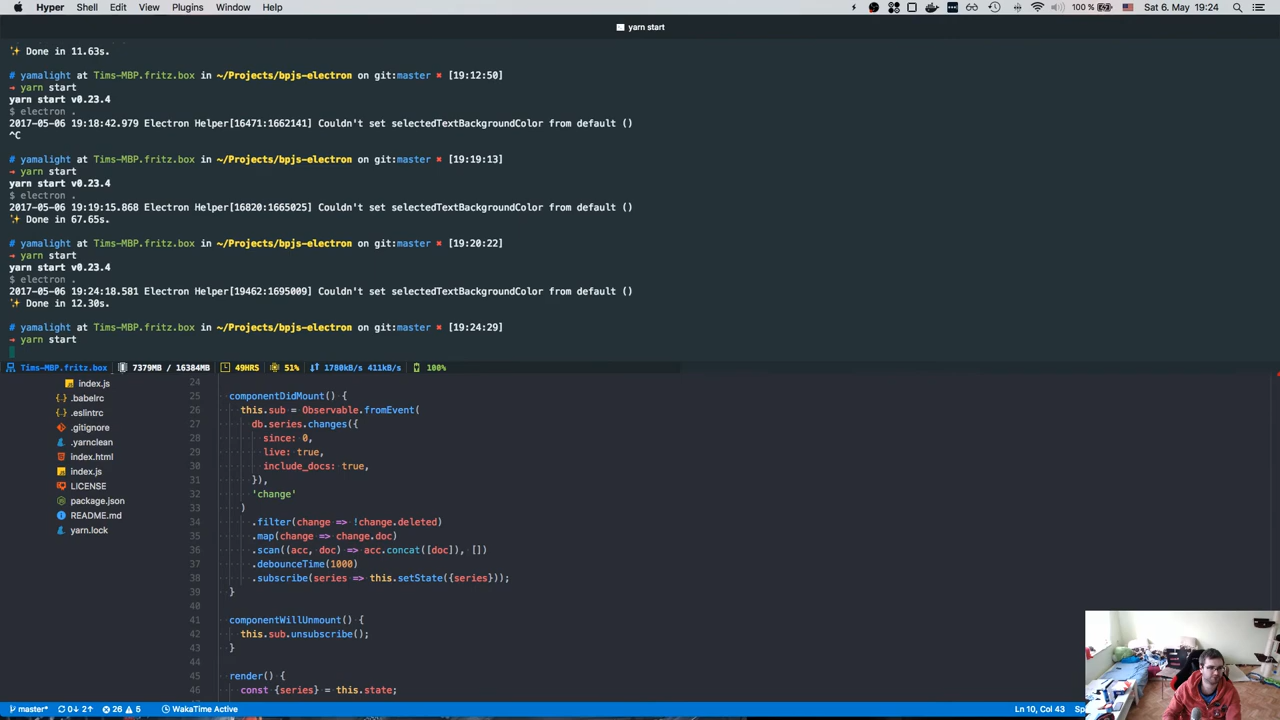 Hyper Shell Edit View Plugins Window Help 100 % Sat 6. May 19:24
yarn start
✨ Done in 11.63s.
# yamalight at Tims-MBP.fritz.box in ~/Projects/bpjs-electron on git:master ✖ [19:12:50]
→ yarn start
yarn start v0.23.4
$ electron .
2017-05-06 19:18:42.979 Electron Helper[16471:1662141] Couldn't set selectedTextBackgroundColor from default ()
^C
# yamalight at Tims-MBP.fritz.box in ~/Projects/bpjs-electron on git:master ✖ [19:19:13]
→ yarn start
yarn start v0.23.4
$ electron .
2017-05-06 19:19:15.868 Electron Helper[16820:1665025] Couldn't set selectedTextBackgroundColor from default ()
✨ Done in 67.65s.
# yamalight at Tims-MBP.fritz.box in ~/Projects/bpjs-electron on git:master ✖ [19:20:22]
→ yarn start
yarn start v0.23.4
$ electron .
2017-05-06 19:24:18.581 Electron Helper[19462:1695009] Couldn't set selectedTextBackgroundColor from default ()
✨ Done in 12.30s.
# yamalight at Tims-MBP.fritz.box in ~/Projects/bpjs-electron on git:master ✖ [19:24:29]
→ yarn start
Tims-MBP.fritz.box 7379MB / 16384MB 49HRS 51% 1780kB/s 411kB/s 100%
index.js
.babelrc
.eslintrc
.gitignore
.yarnclean
index.html
index.js
LICENSE
package.json
README.md
yarn.lock
24
25 componentDidMount() {
26 this.sub = Observable.fromEvent(
27 db.series.changes({
28 since: 0,
29 live: true,
30 include_docs: true,
31 }),
32 'change'
33 )
34 .filter(change => !change.deleted)
35 .map(change => change.doc)
36 .scan((acc, doc) => acc.concat([doc]), [])
37 .debounceTime(1000)
38 .subscribe(series => this.setState({series}));
39 }
40
41 componentWillUnmount() {
42 this.sub.unsubscribe();
43 }
44
45 render() {
46 const {series} = this.state;
master* 0↓ 2↑ 26 5 WakaTime Active Ln 10, Col 43